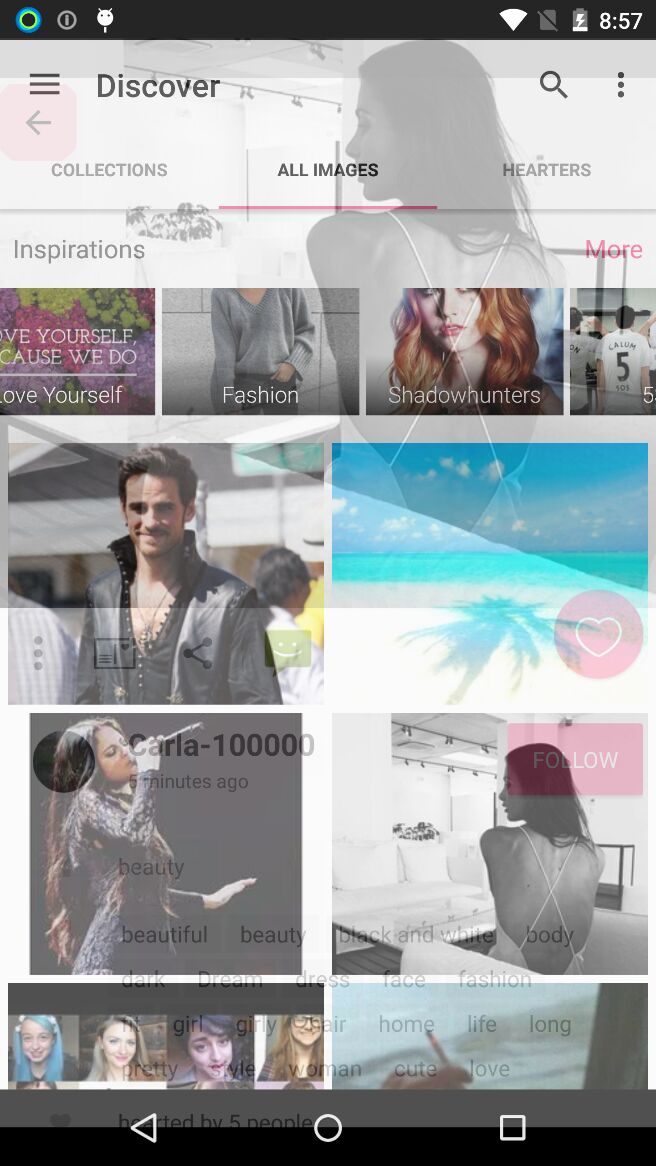 8:57
Discover
COLLECTIONS ALL IMAGES HEARTERS
Inspirations More
OVE YOURSELF,
CAUSE WE DO
Love Yourself
Fashion
Shadowhunters
CALUM
5
SOS
5
Carla-100000
FOLLOW
5 minutes ago
beauty
beautiful beauty black and white body
dark Dream dress face fashion
fit girl girly hair home life long
pretty style woman cute love
hearted by 5 people